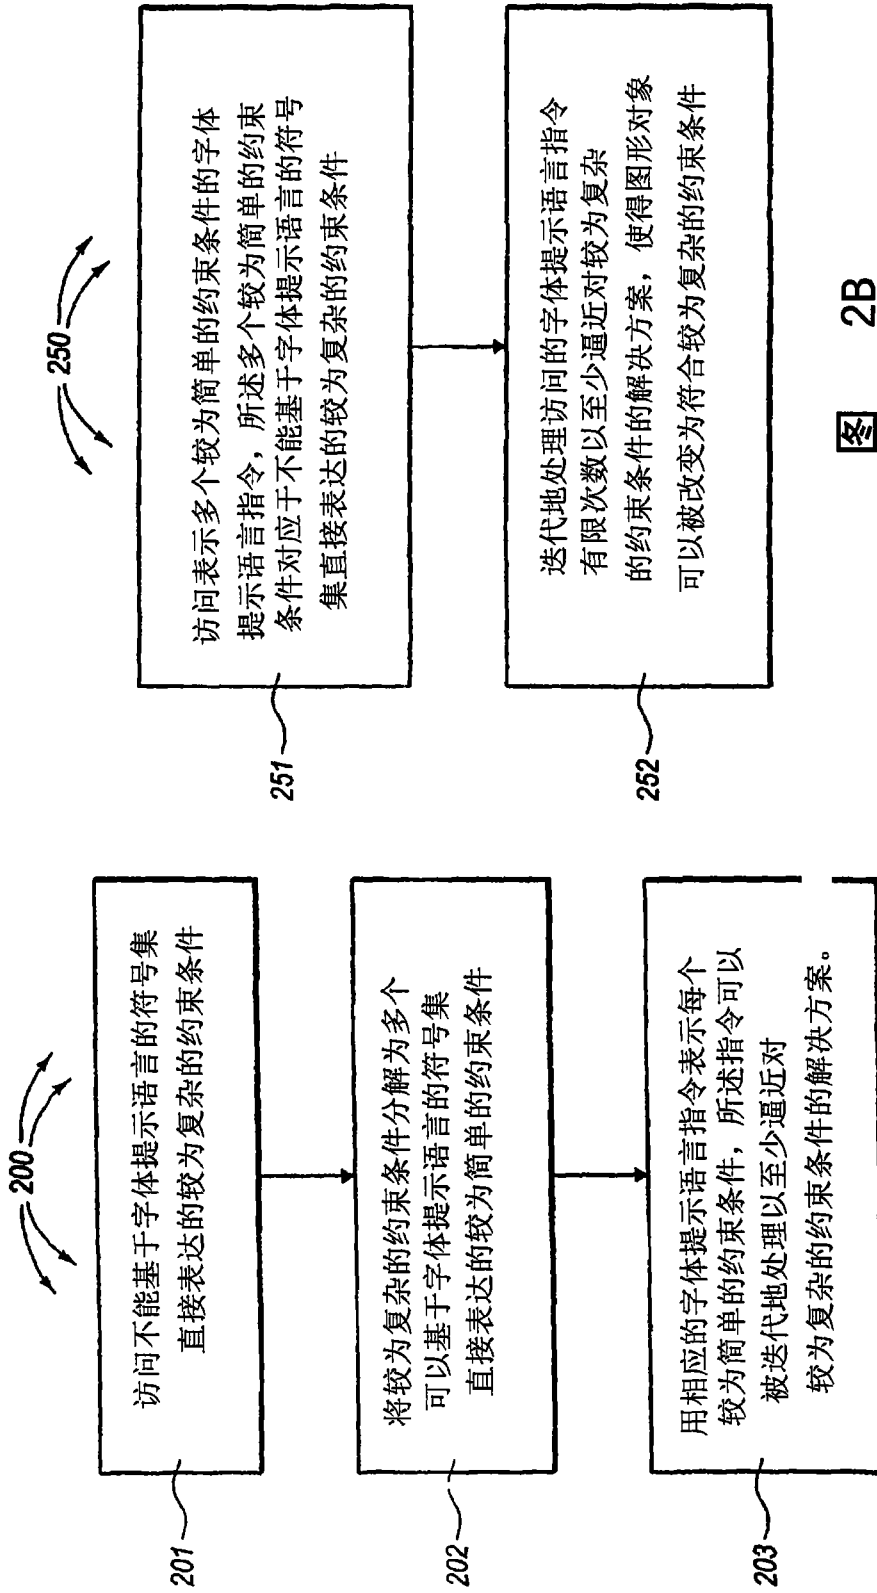 200
201
访问不能基于字体提示语言的符号集
直接表达的较为复杂的约束条件
202
将较为复杂的约束条件分解为多个
可以基于字体提示语言的符号集
直接表达的较为简单的约束条件
203
用相应的字体提示语言指令表示每个
较为简单的约束条件，所述指令可以
被迭代地处理以至少逼近对
较为复杂的约束条件的解决方案。
250
251
访问表示多个较为简单的约束条件的字体
提示语言指令，所述多个较为简单的约束
条件对应于不能基于字体提示语言的符号
集直接表达的较为复杂的约束条件
252
迭代地处理访问的字体提示语言指令
有限次数以至少逼近对较为复杂
的约束条件的解决方案，使得图形对象
可以被改变为符合较为复杂的约束条件
图 2B